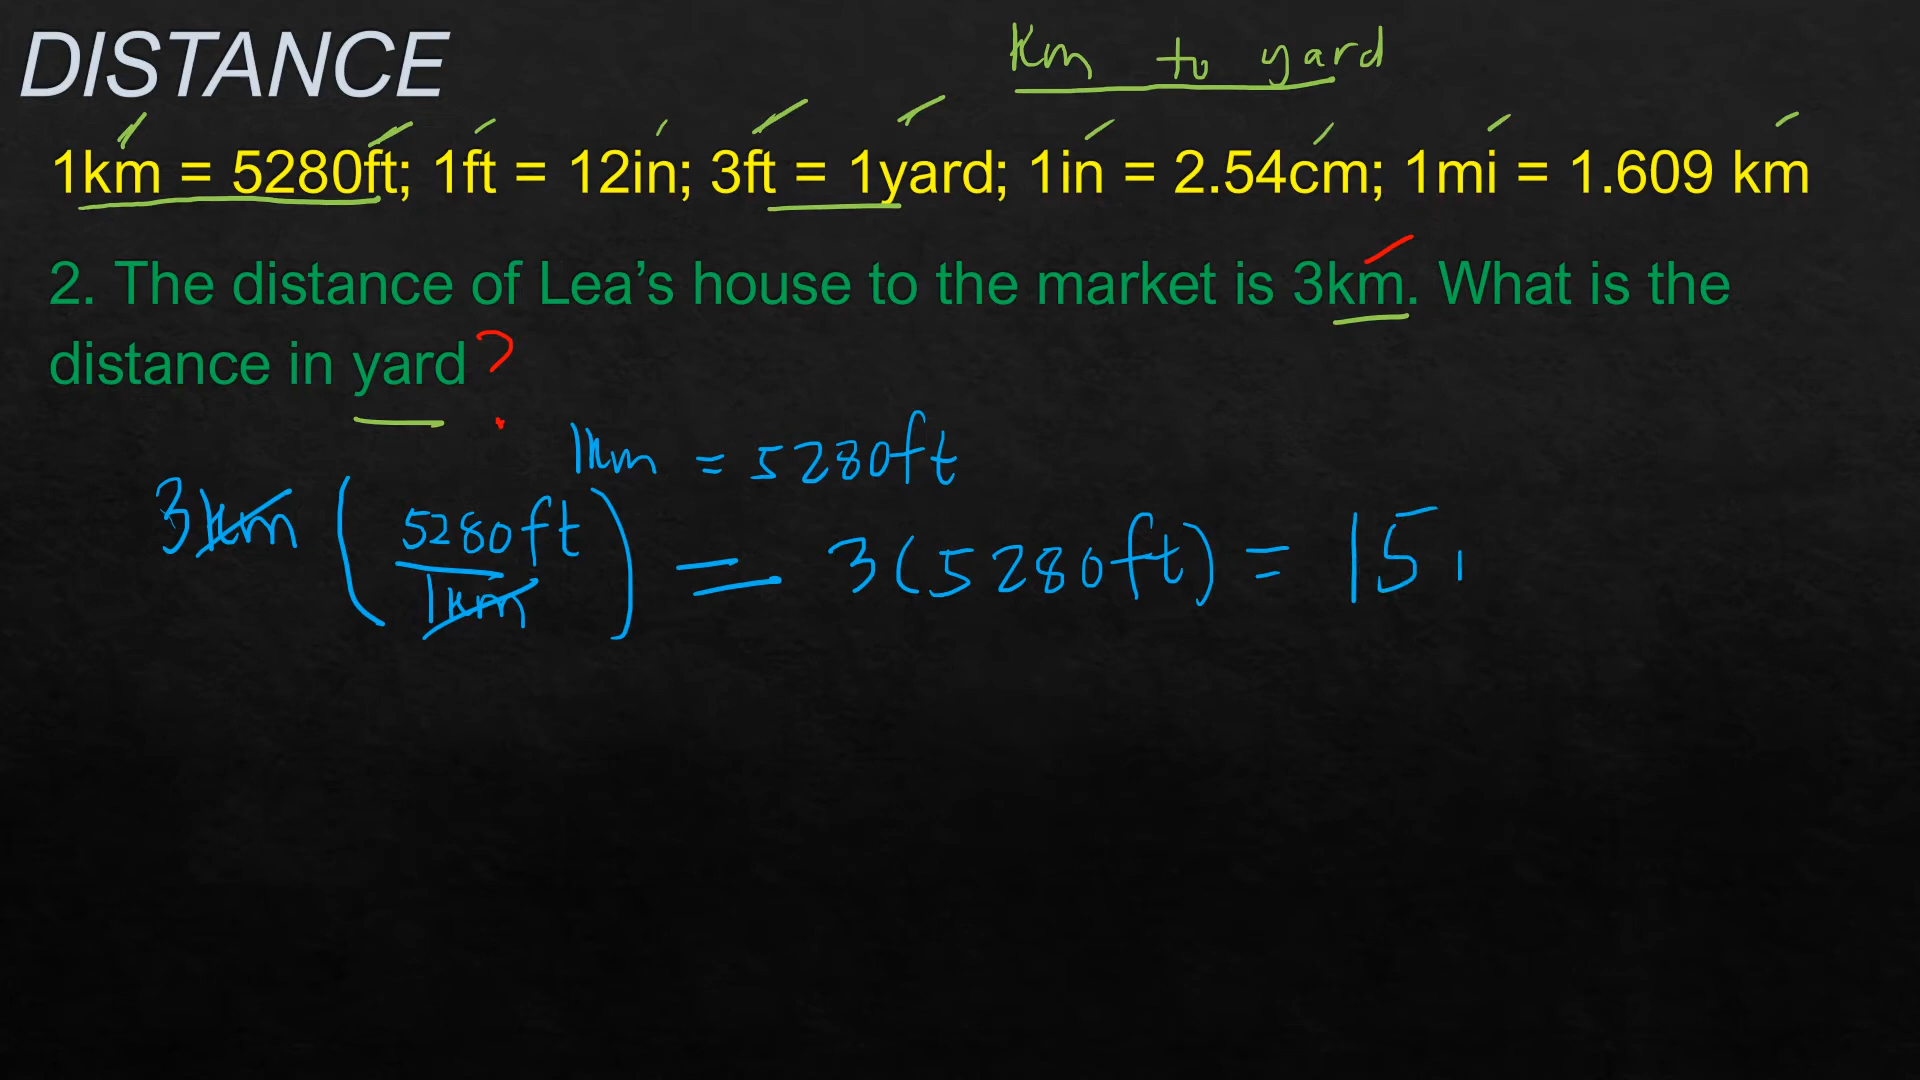 DISTANCE
Km to yard
1km = 5280ft; 1ft = 12in; 3ft = 1yard; 1in = 2.54cm; 1mi = 1.609 km
2. The distance of Lea’s house to the market is 3km. What is the
distance in yard?
1km = 5280ft
3km (5280ft/1km) = 3(5280ft) = 15,